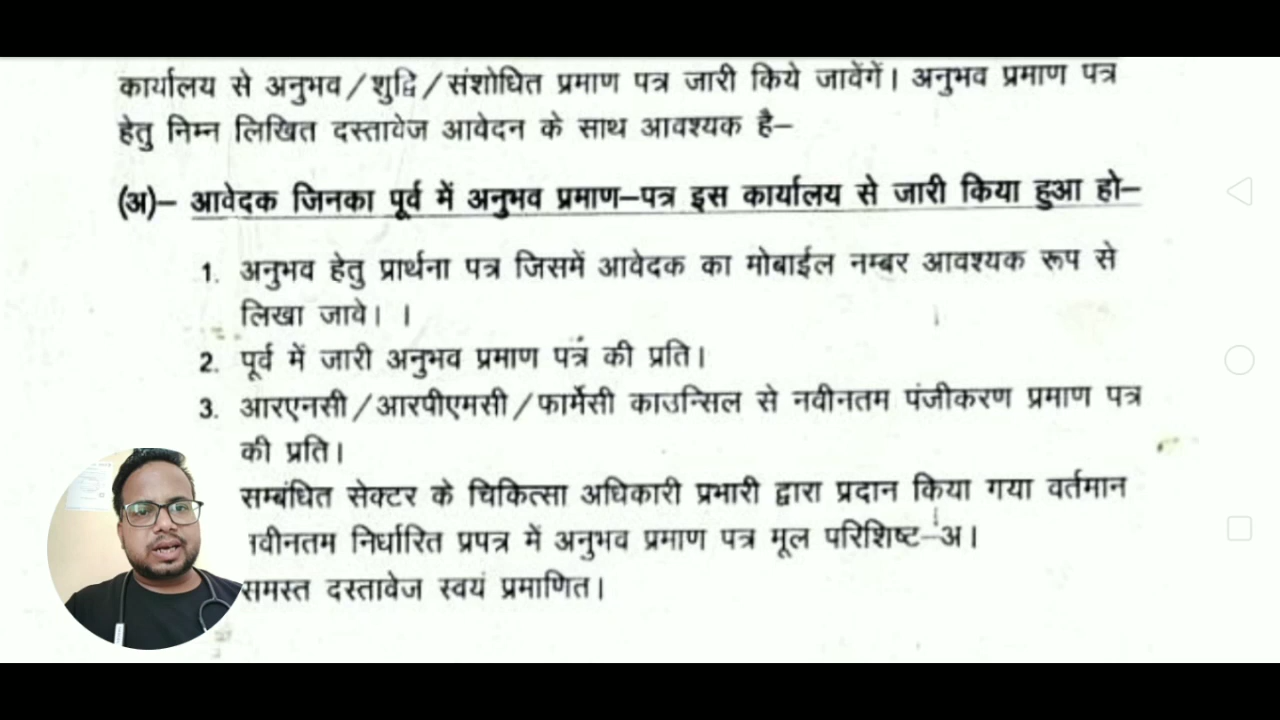 कार्यालय से अनुभव/शुद्वि/संशोधित प्रमाण पत्र जारी किये जावेंगें। अनुभव प्रमाण पत्र
हेतु निम्न लिखित दस्तावेज आवेदन के साथ आवश्यक है–
(अ)– आवेदक जिनका पूर्व में अनुभव प्रमाण–पत्र इस कार्यालय से जारी किया हुआ हो–
1. अनुभव हेतु प्रार्थना पत्र जिसमें आवेदक का मोबाईल नम्बर आवश्यक रूप से
लिखा जावे। ।
2. पूर्व में जारी अनुभव प्रमाण पत्र की प्रति।
3. आरएनसी/आरपीएमसी/फार्मेसी काउन्सिल से नवीनतम पंजीकरण प्रमाण पत्र
की प्रति।
सम्बंधित सेक्टर के चिकित्सा अधिकारी प्रभारी द्वारा प्रदान किया गया वर्तमान
नवीनतम निर्धारित प्रपत्र में अनुभव प्रमाण पत्र मूल परिशिष्ट–अ।
समस्त दस्तावेज स्वयं प्रमाणित।